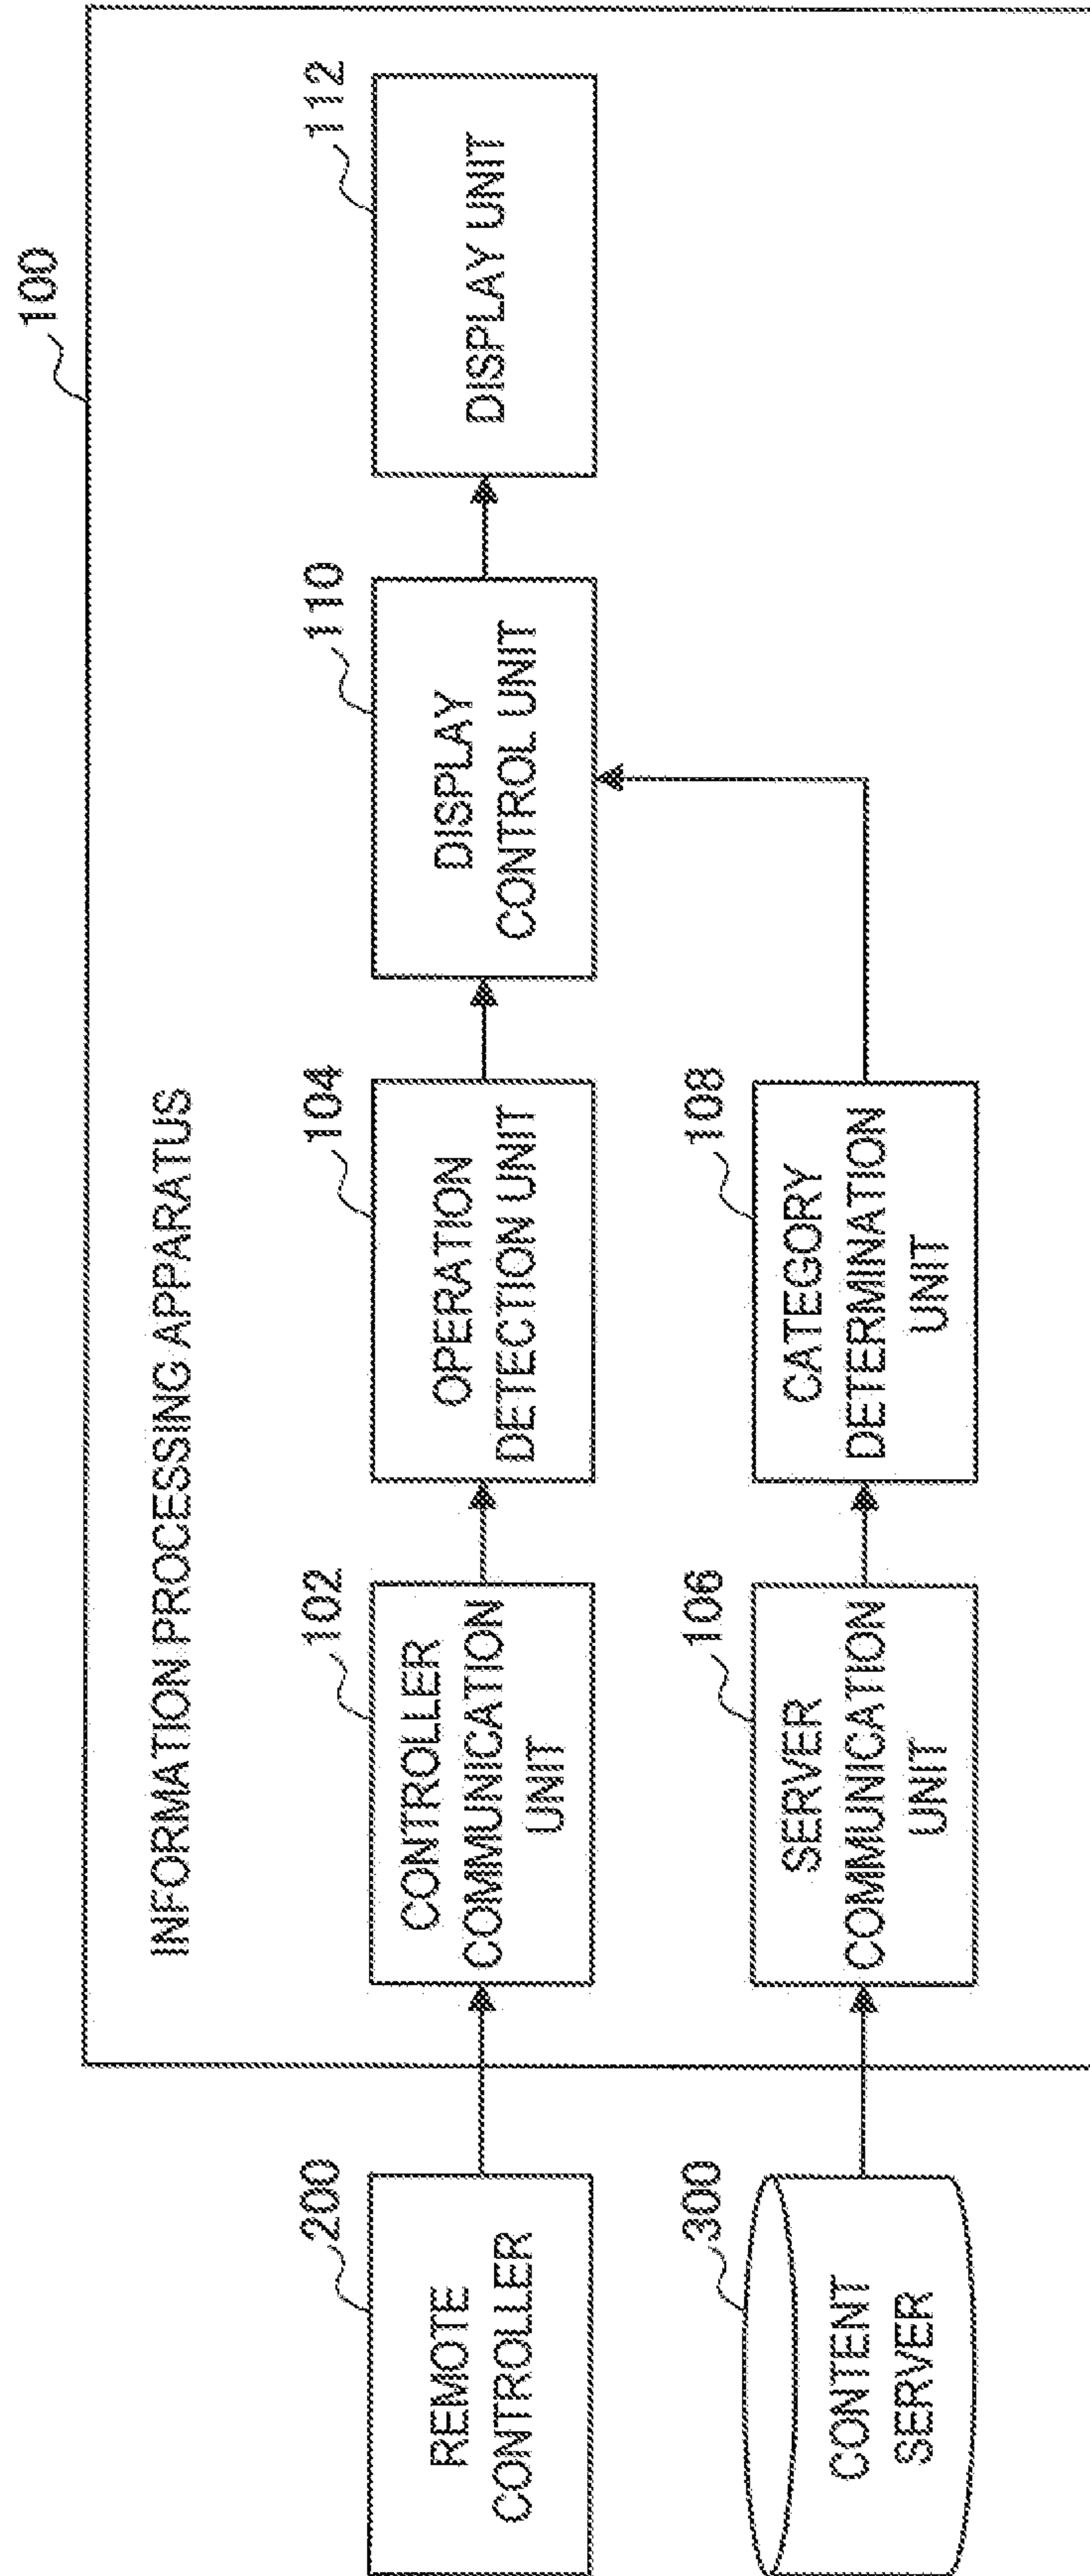 100
INFORMATION PROCESSING APPARATUS
200
REMOTE
CONTROLLER
102
CONTROLLER
COMMUNICATION
UNIT
104
OPERATION
DETECTION UNIT
110
DISPLAY
CONTROL UNIT
112
DISPLAY UNIT
300
CONTENT
SERVER
106
SERVER
COMMUNICATION
UNIT
108
CATEGORY
DETERMINATION
UNIT